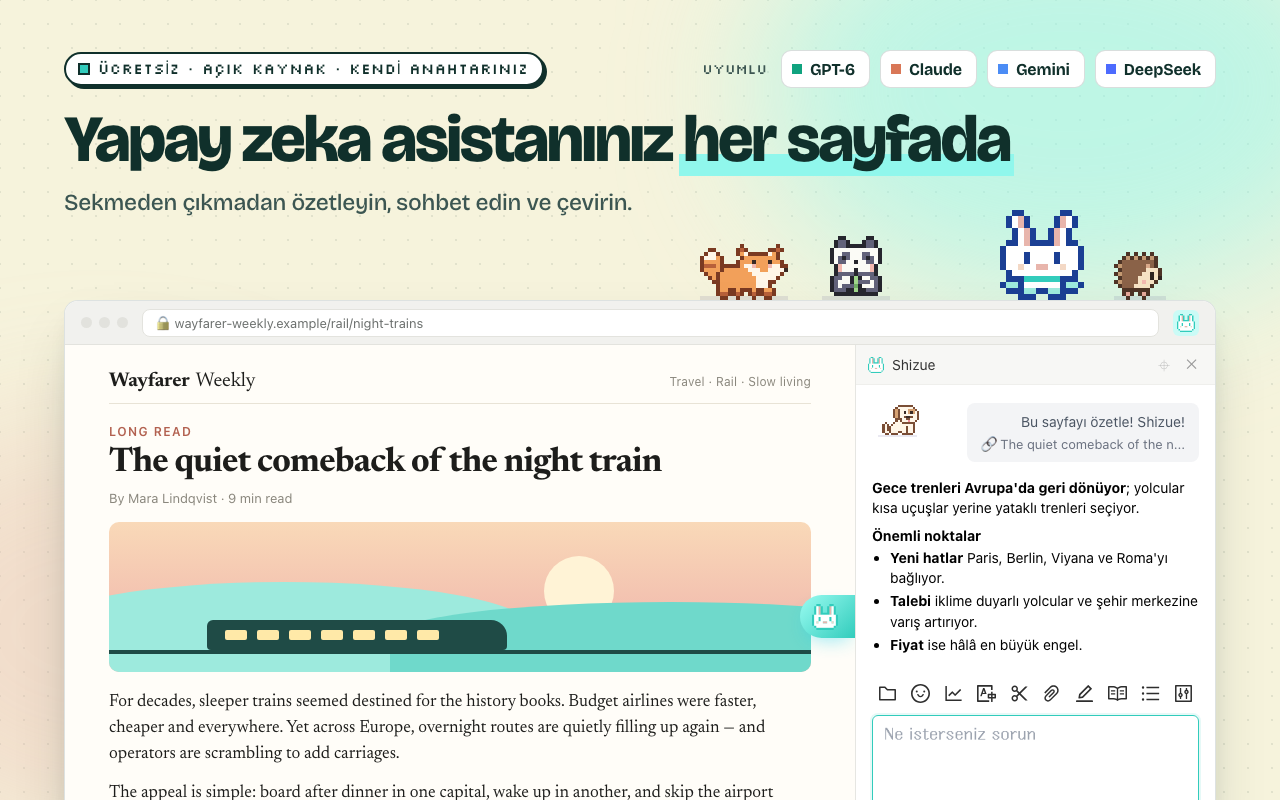 ÜCRETSİZ · AÇIK KAYNAK · KENDİ ANAHTARINIZ
UYUMLU
GPT-6
Claude
Gemini
DeepSeek
Yapay zeka asistanınız her sayfada
Sekmeden çıkmadan özetleyin, sohbet edin ve çevirin.
wayfarer-weekly.example/rail/night-trains
Wayfarer Weekly
Travel · Rail · Slow living
LONG READ
The quiet comeback of the night train
By Mara Lindqvist · 9 min read
For decades, sleeper trains seemed destined for the history books. Budget airlines were faster,
cheaper and everywhere. Yet across Europe, overnight routes are quietly filling up again — and
operators are scrambling to add carriages.
The appeal is simple: board after dinner in one capital, wake up in another, and skip the airport
Shizue
Bu sayfayı özetle! Shizue!
The quiet comeback of the n...
Gece trenleri Avrupa'da geri dönüyor; yolcular
kısa uçuşlar yerine yataklı trenleri seçiyor.
Önemli noktalar
• Yeni hatlar Paris, Berlin, Viyana ve Roma'yı
bağlıyor.
• Talebi iklime duyarlı yolcular ve şehir merkezine
varış artırıyor.
• Fiyat ise hâlâ en büyük engel.
Ne isterseniz sorun